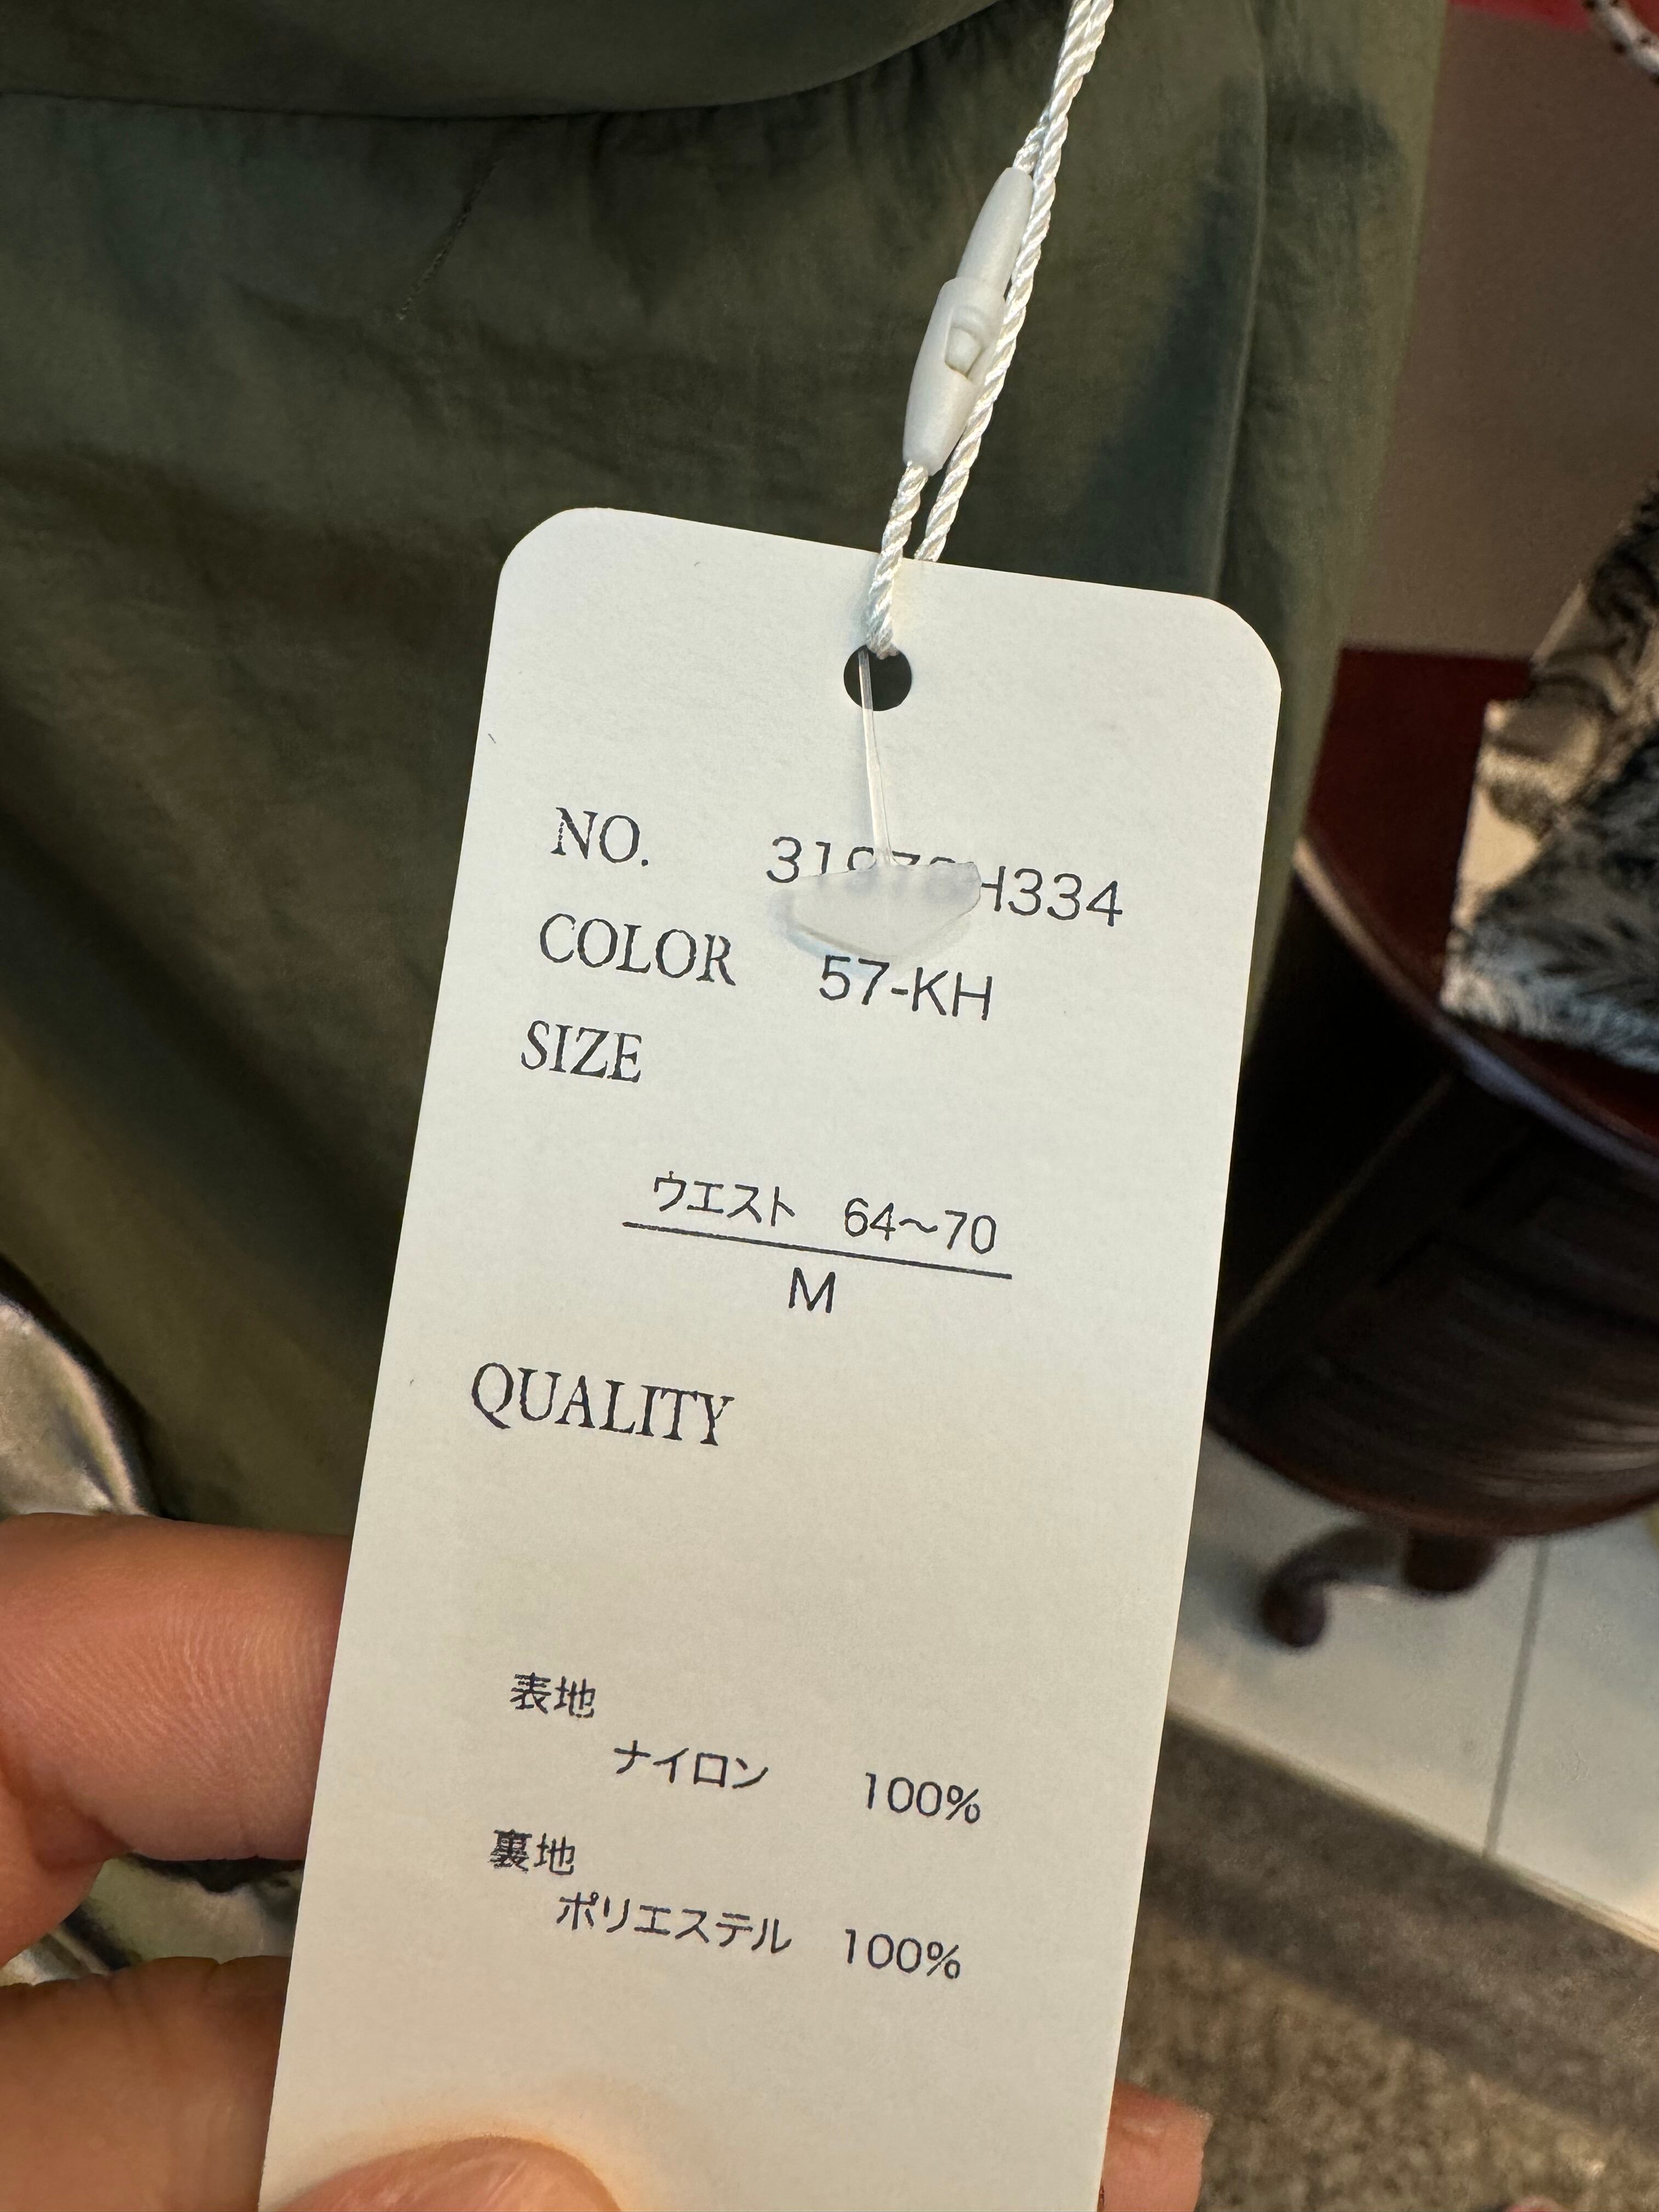 NO. H334
COLOR 57-KH
SIZE
ウエスト 64～70
M
QUALITY
表地
ナイロン 100%
裏地
ポリエステル 100%